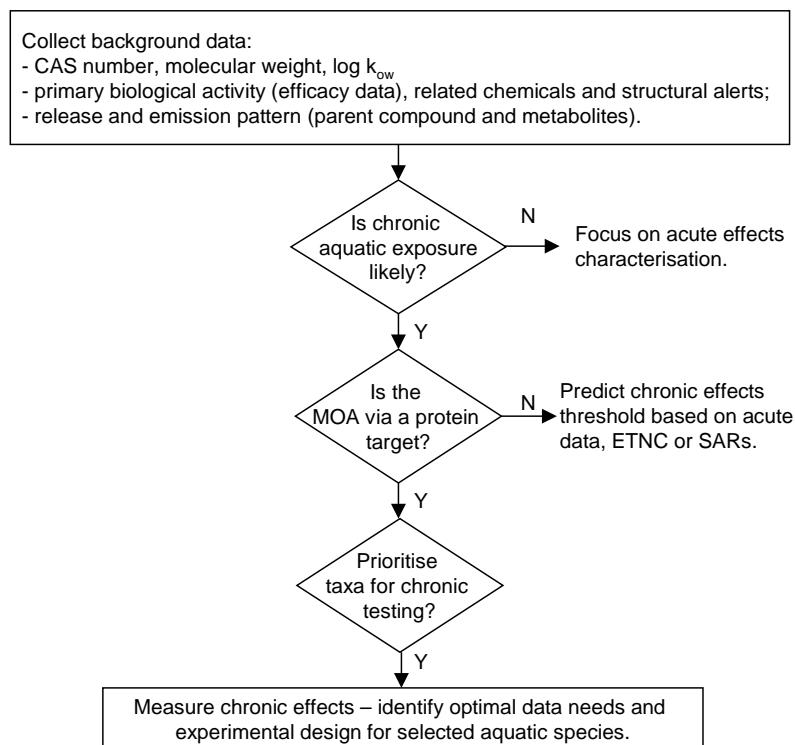 Collect background data:
- CAS number, molecular weight, log kow
- primary biological activity (efficacy data), related chemicals and structural alerts;
- release and emission pattern (parent compound and metabolites).
Is chronic
aquatic exposure
likely?
N
Focus on acute effects
characterisation.
Y
Is the
MOA via a protein
target?
N
Predict chronic effects
threshold based on acute
data, ETNC or SARs.
Y
Prioritise
taxa for chronic
testing?
Y
Measure chronic effects – identify optimal data needs and
experimental design for selected aquatic species.